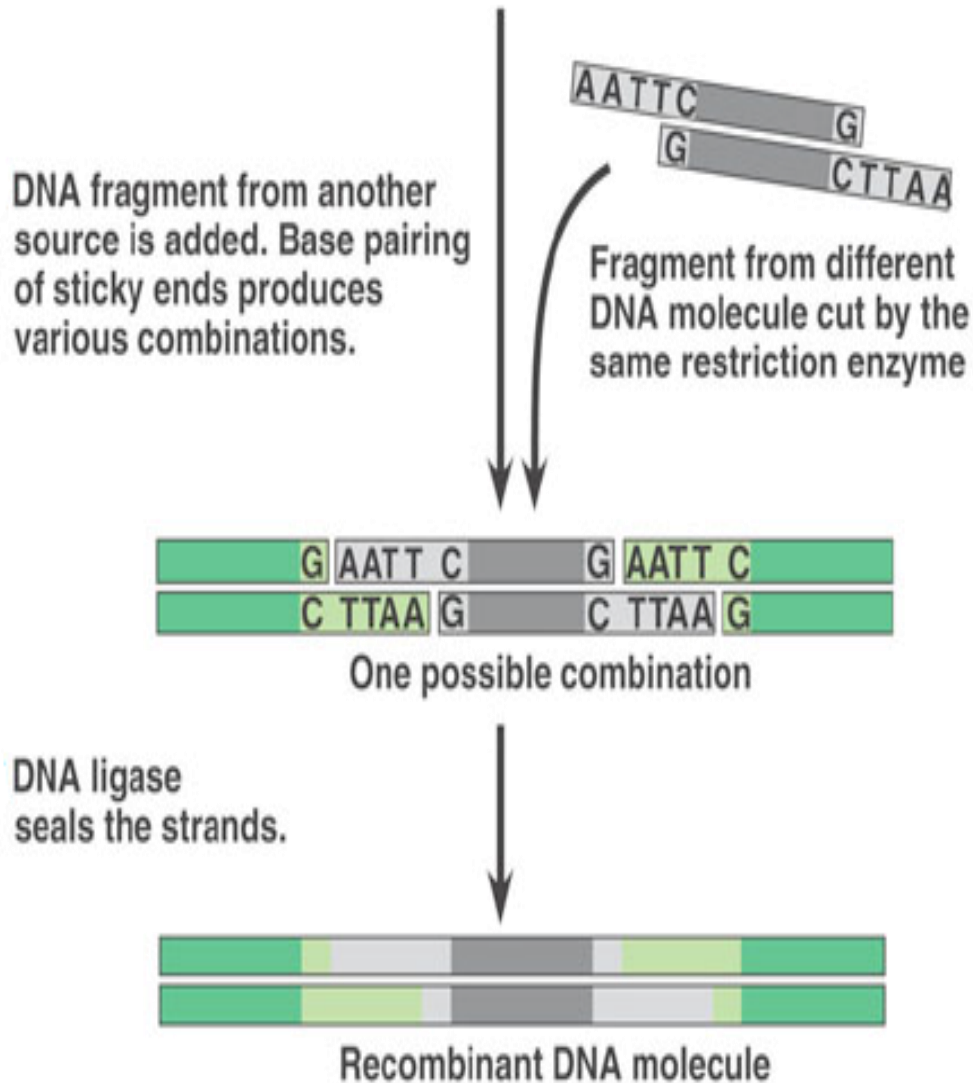 AATTC
G
G
CTTAA
DNA fragment from another
source is added. Base pairing
of sticky ends produces
various combinations.
Fragment from different
DNA molecule cut by the
same restriction enzyme
G AATT C G AATT C
C TTAA G C TTAA G
One possible combination
DNA ligase
seals the strands.
Recombinant DNA molecule